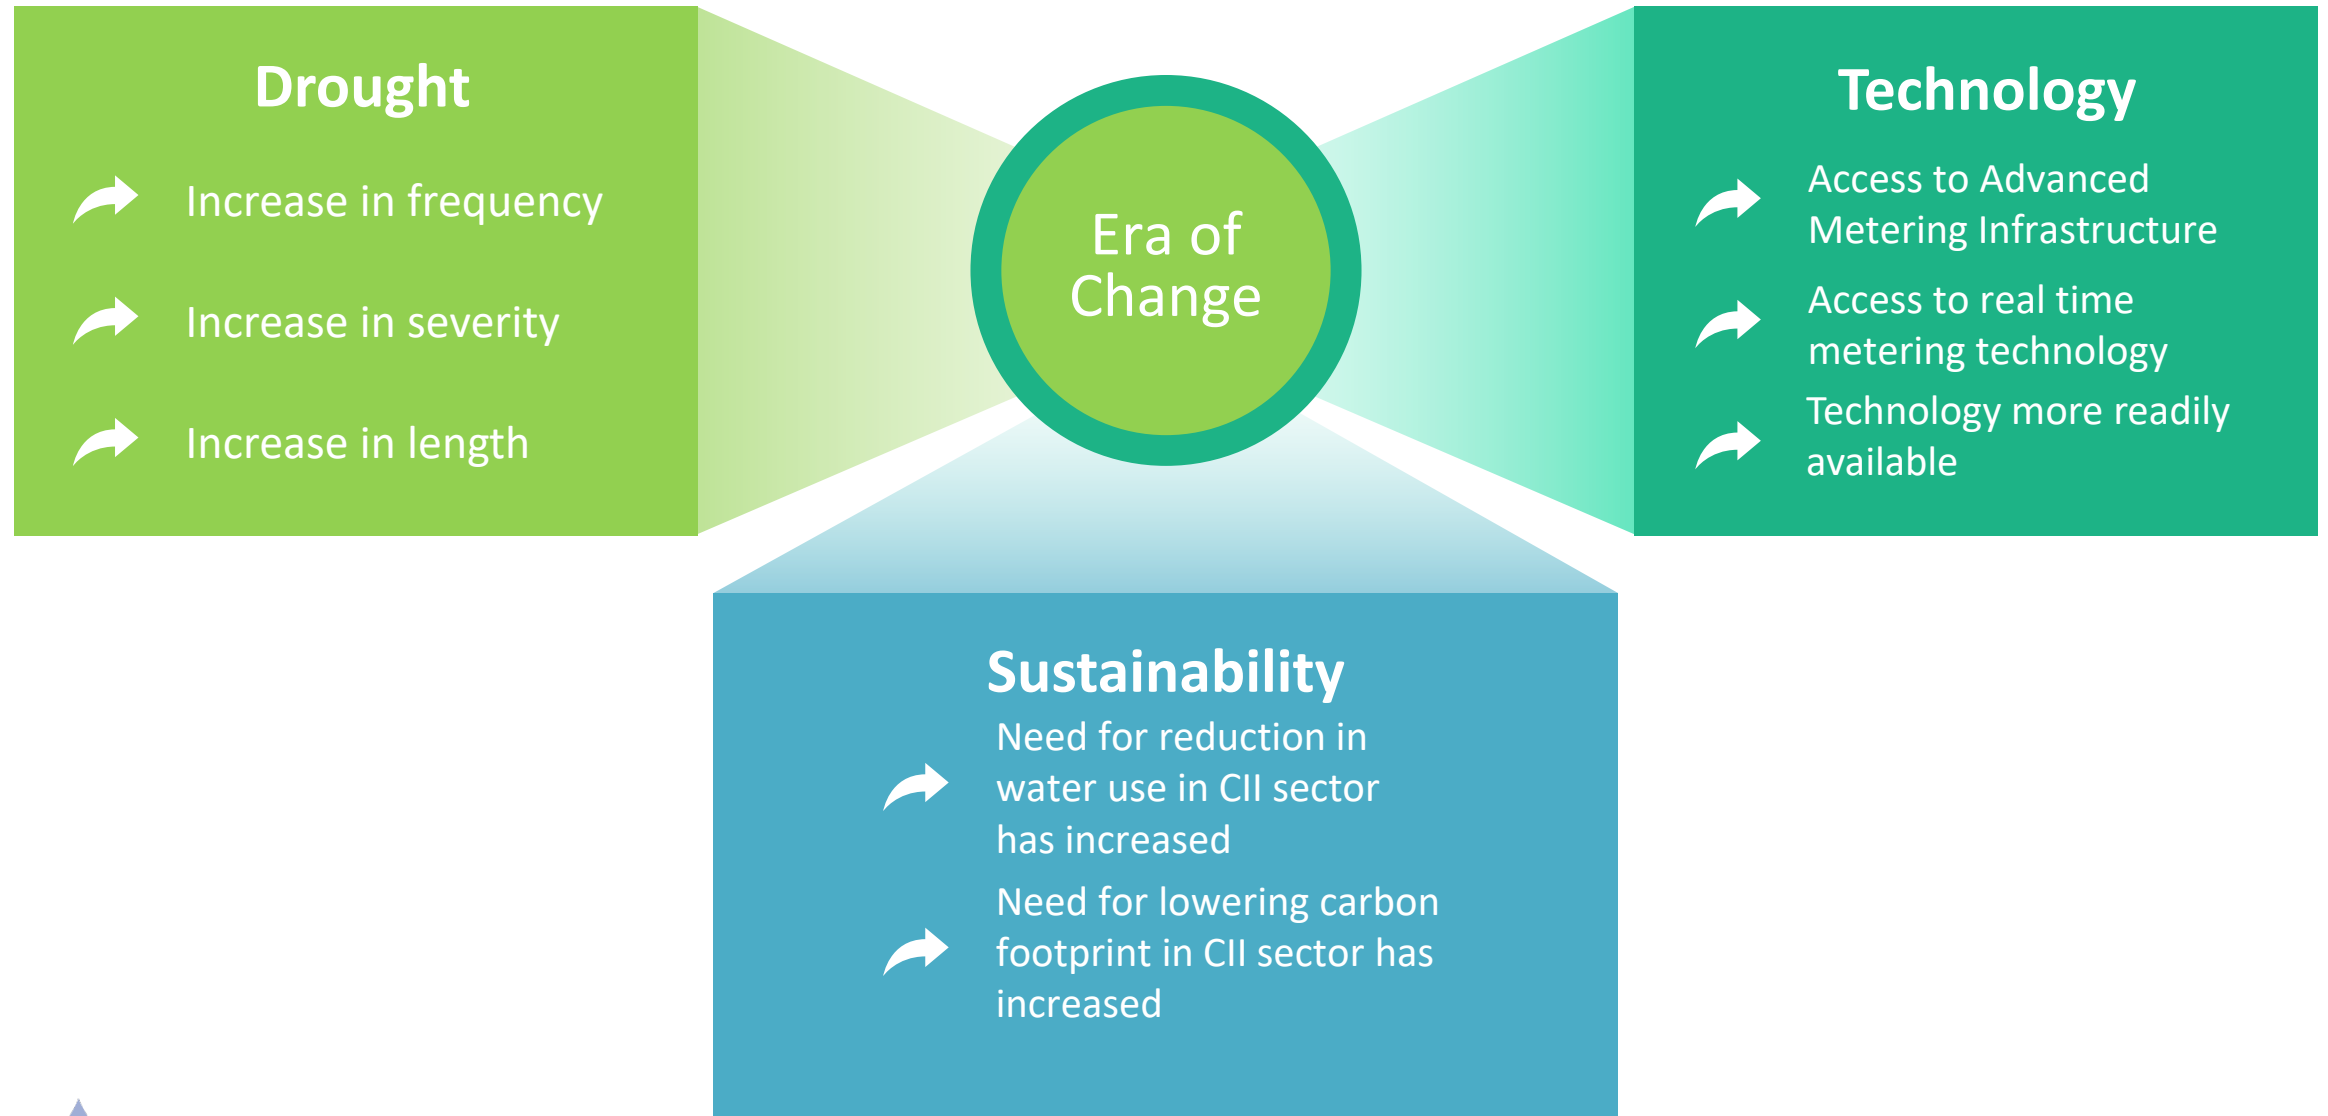 Drought
Increase in frequency
Increase in severity
Increase in length
Era of
Change
Technology
Access to Advanced
Metering Infrastructure
Access to real time
metering technology
Technology more readily
available
Sustainability
Need for reduction in
water use in CII sector
has increased
Need for lowering carbon
footprint in CII sector has
increased